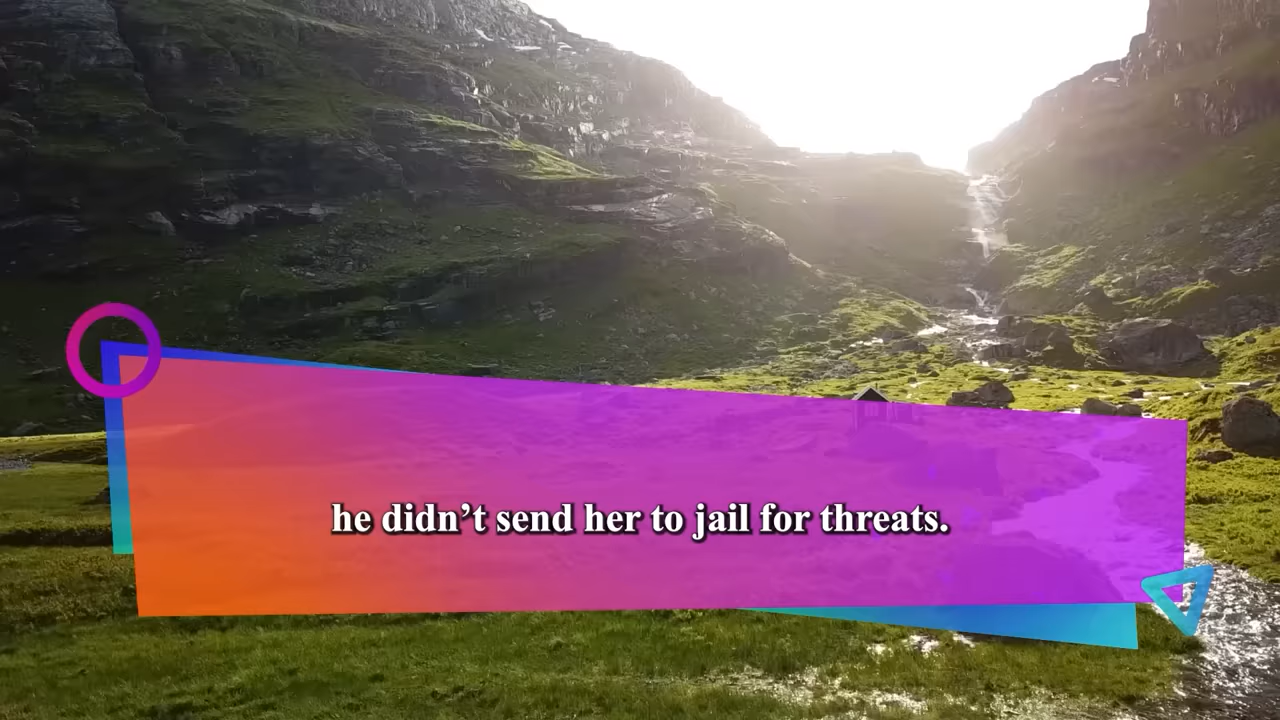 he didn’t send her to jail for threats.